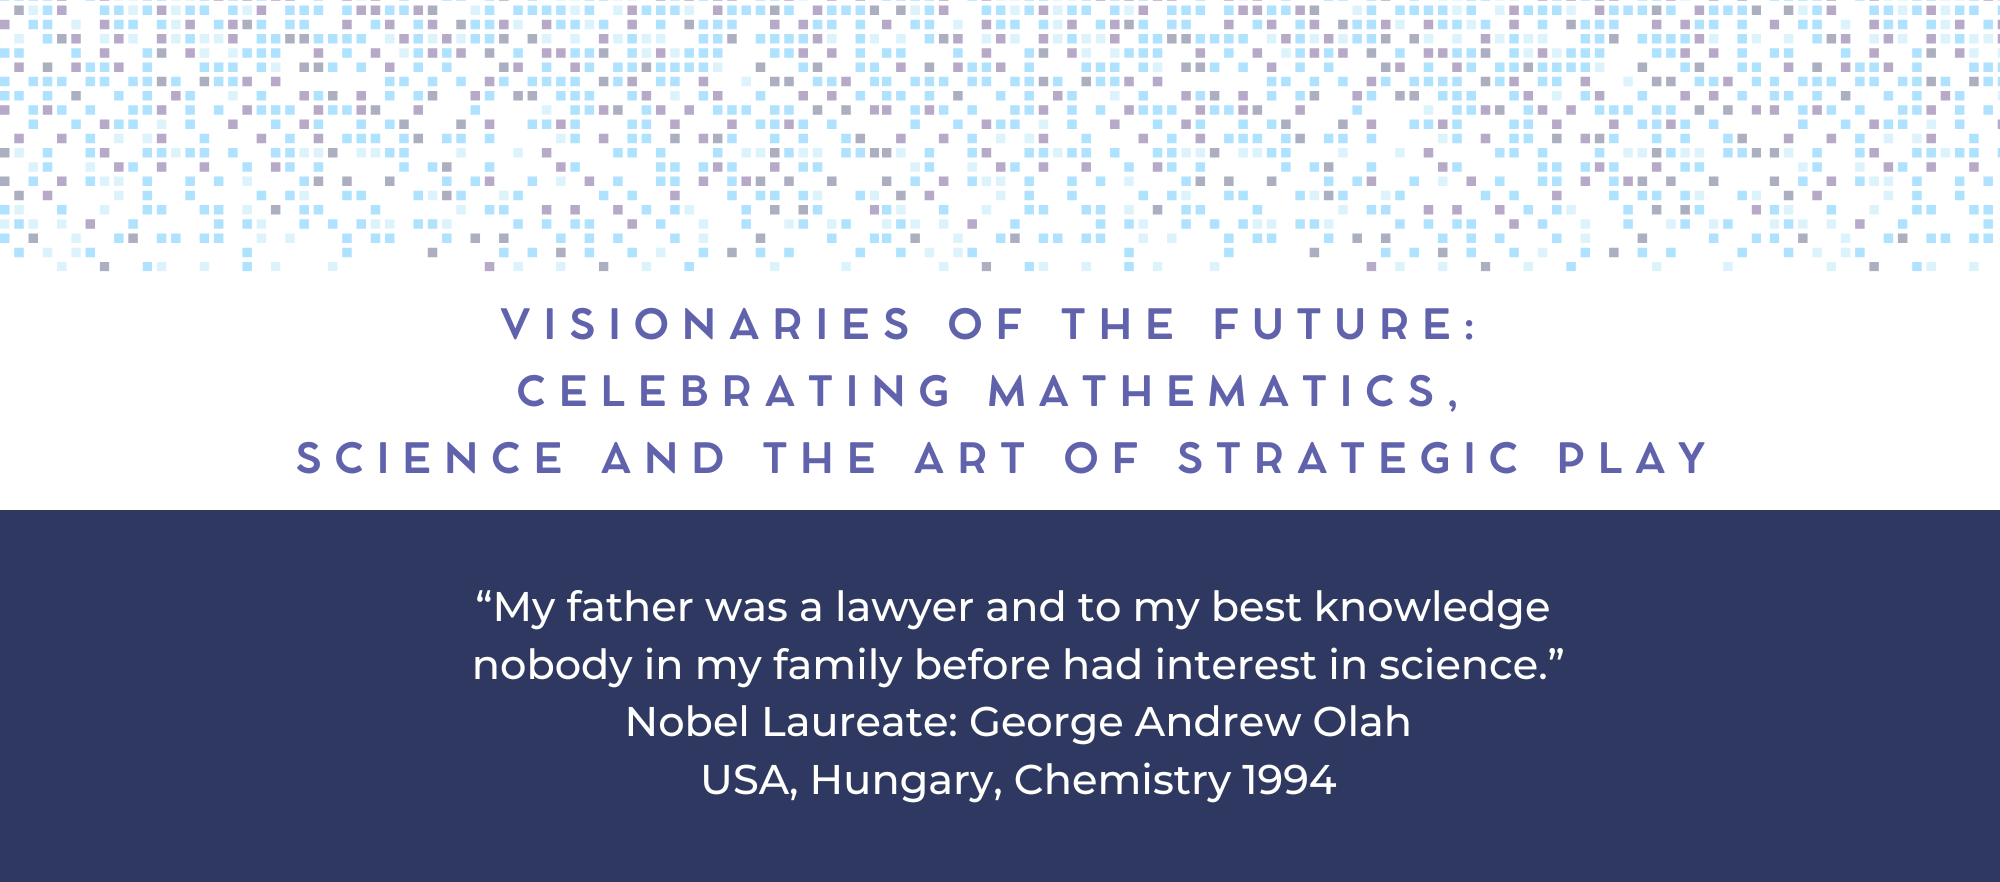 VISIONARIES OF THE FUTURE:
CELEBRATING MATHEMATICS,
SCIENCE AND THE ART OF STRATEGIC PLAY
“My father was a lawyer and to my best knowledge
nobody in my family before had interest in science.”
Nobel Laureate: George Andrew Olah
USA, Hungary, Chemistry 1994